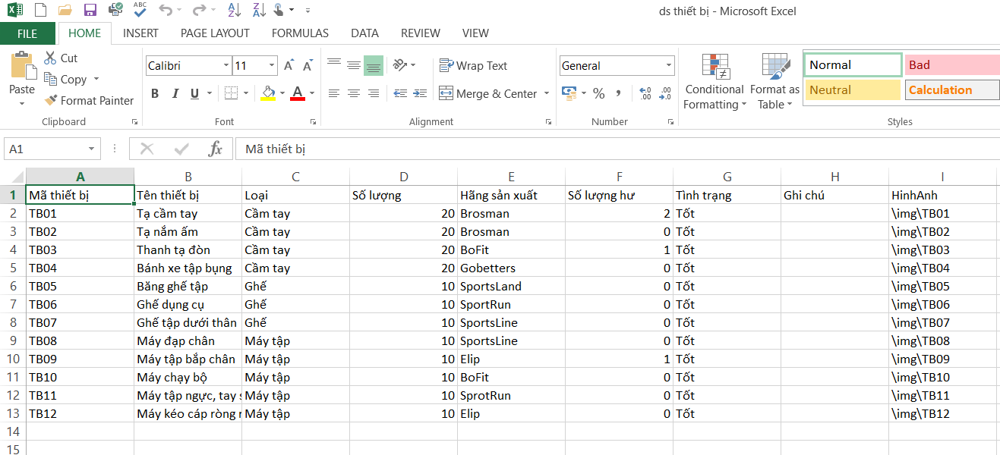 ABC
ds thiết bị - Microsoft Excel
FILE HOME INSERT PAGE LAYOUT FORMULAS DATA REVIEW VIEW
Cut
Copy
Format Painter
Paste
Clipboard
Calibri 11
B I U A
Font
Wrap Text
Merge & Center
Alignment
General
% , .0 .00 .00 .0
Number
Conditional Formatting
Format as Table
Normal Bad
Neutral Calculation
Styles
A1 fx Mã thiết bị
A B C D E F G H I
1 Mã thiết bị Tên thiết bị Loại Số lượng Hãng sản xuất Số lượng hư Tình trạng Ghi chú HinhAnh
2 TB01 Tạ cầm tay Cầm tay 20 Brosman 2 Tốt \img\TB01
3 TB02 Tạ nắm ấm Cầm tay 20 Brosman 0 Tốt \img\TB02
4 TB03 Thanh tạ đòn Cầm tay 20 BoFit 1 Tốt \img\TB03
5 TB04 Bánh xe tập bụng Cầm tay 20 Gobetters 0 Tốt \img\TB04
6 TB05 Băng ghế tập Ghế 10 SportsLand 0 Tốt \img\TB05
7 TB06 Ghế dụng cụ Ghế 10 SportRun 0 Tốt \img\TB06
8 TB07 Ghế tập dưới thân Ghế 10 SportsLine 0 Tốt \img\TB07
9 TB08 Máy đạp chân Máy tập 10 SportsLine 0 Tốt \img\TB08
10 TB09 Máy tập bắp chân Máy tập 10 Elip 1 Tốt \img\TB09
11 TB10 Máy chạy bộ Máy tập 10 BoFit 0 Tốt \img\TB10
12 TB11 Máy tập ngực, tay Máy tập 10 SprotRun 0 Tốt \img\TB11
13 TB12 Máy kéo cáp ròng Máy tập 10 Elip 0 Tốt \img\TB12
14
15